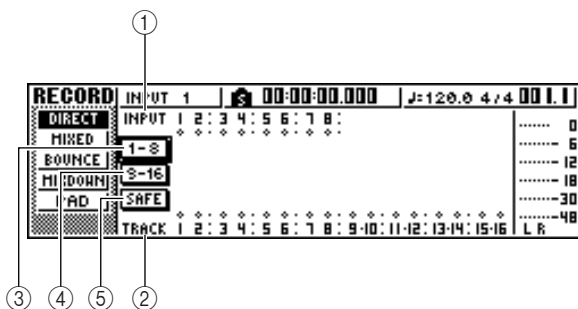 ①
RECORD INPUT 1 S 00:00:00.000 ♩=120.0 4/4 001.1
DIRECT INPUT 1 2 3 4 5 6 7 8
MIXED 1-8
BOUNCE
MIXDOWN 9-16
PAD SAFE
TRACK 1 2 3 4 5 6 7 8 9·10 11·12 13·14 15·16 L R
0
6
12
18
30
48
③ ④ ⑤ ②